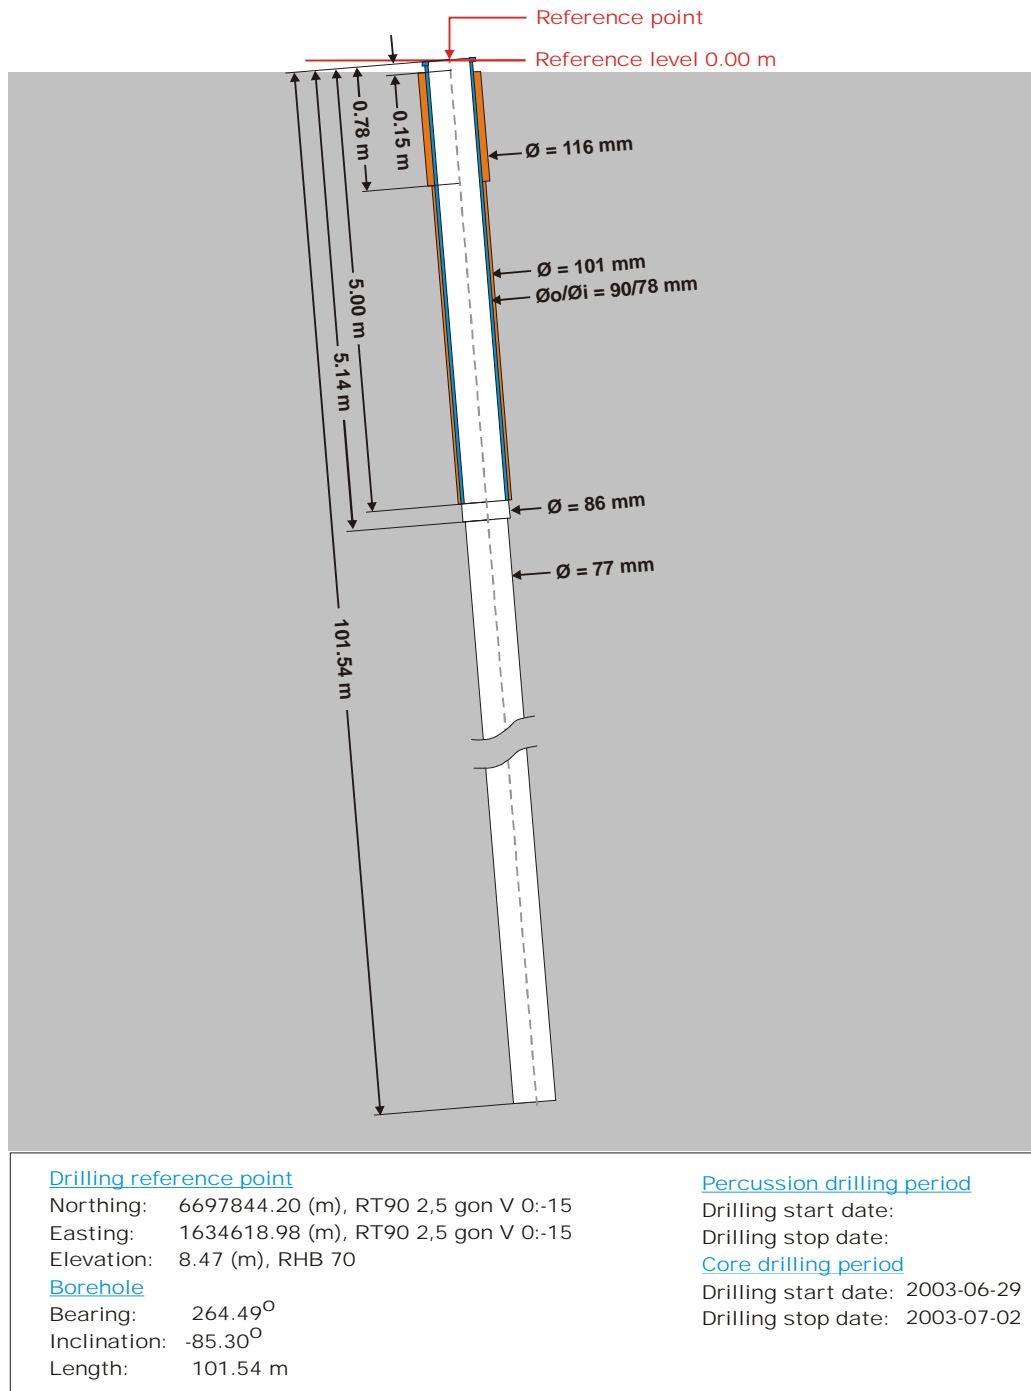 Reference point
Reference level 0.00 m
0.15 m
0.78 m
Ø = 116 mm
Ø = 101 mm
Øo/Øi = 90/78 mm
5.00 m
5.14 m
Ø = 86 mm
Ø = 77 mm
101.54 m
Drilling reference point
Northing: 6697844.20 (m), RT90 2,5 gon V 0:-15
Easting: 1634618.98 (m), RT90 2,5 gon V 0:-15
Elevation: 8.47 (m), RHB 70
Borehole
Bearing: 264.49°
Inclination: -85.30°
Length: 101.54 m
Percussion drilling period
Drilling start date:
Drilling stop date:
Core drilling period
Drilling start date: 2003-06-29
Drilling stop date: 2003-07-02